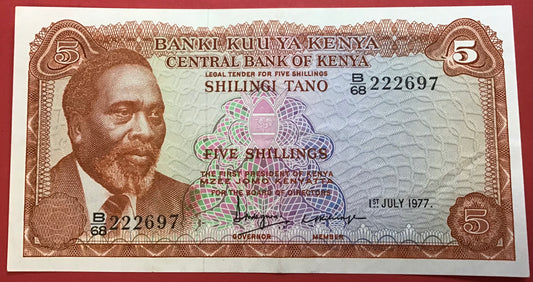 5 BANKI KUU YA KENYA 5
CENTRAL BANK OF KENYA
LEGAL TENDER FOR FIVE SHILLINGS
SHILINGI TANO
B/68 222697
FIVE SHILLINGS
THE FIRST PRESIDENT OF KENYA
MZEE JOMO KENYATTA
FOR THE BOARD OF DIRECTORS
1ST JULY 1977.
B/68 222697
GOVERNOR MEMBER
5